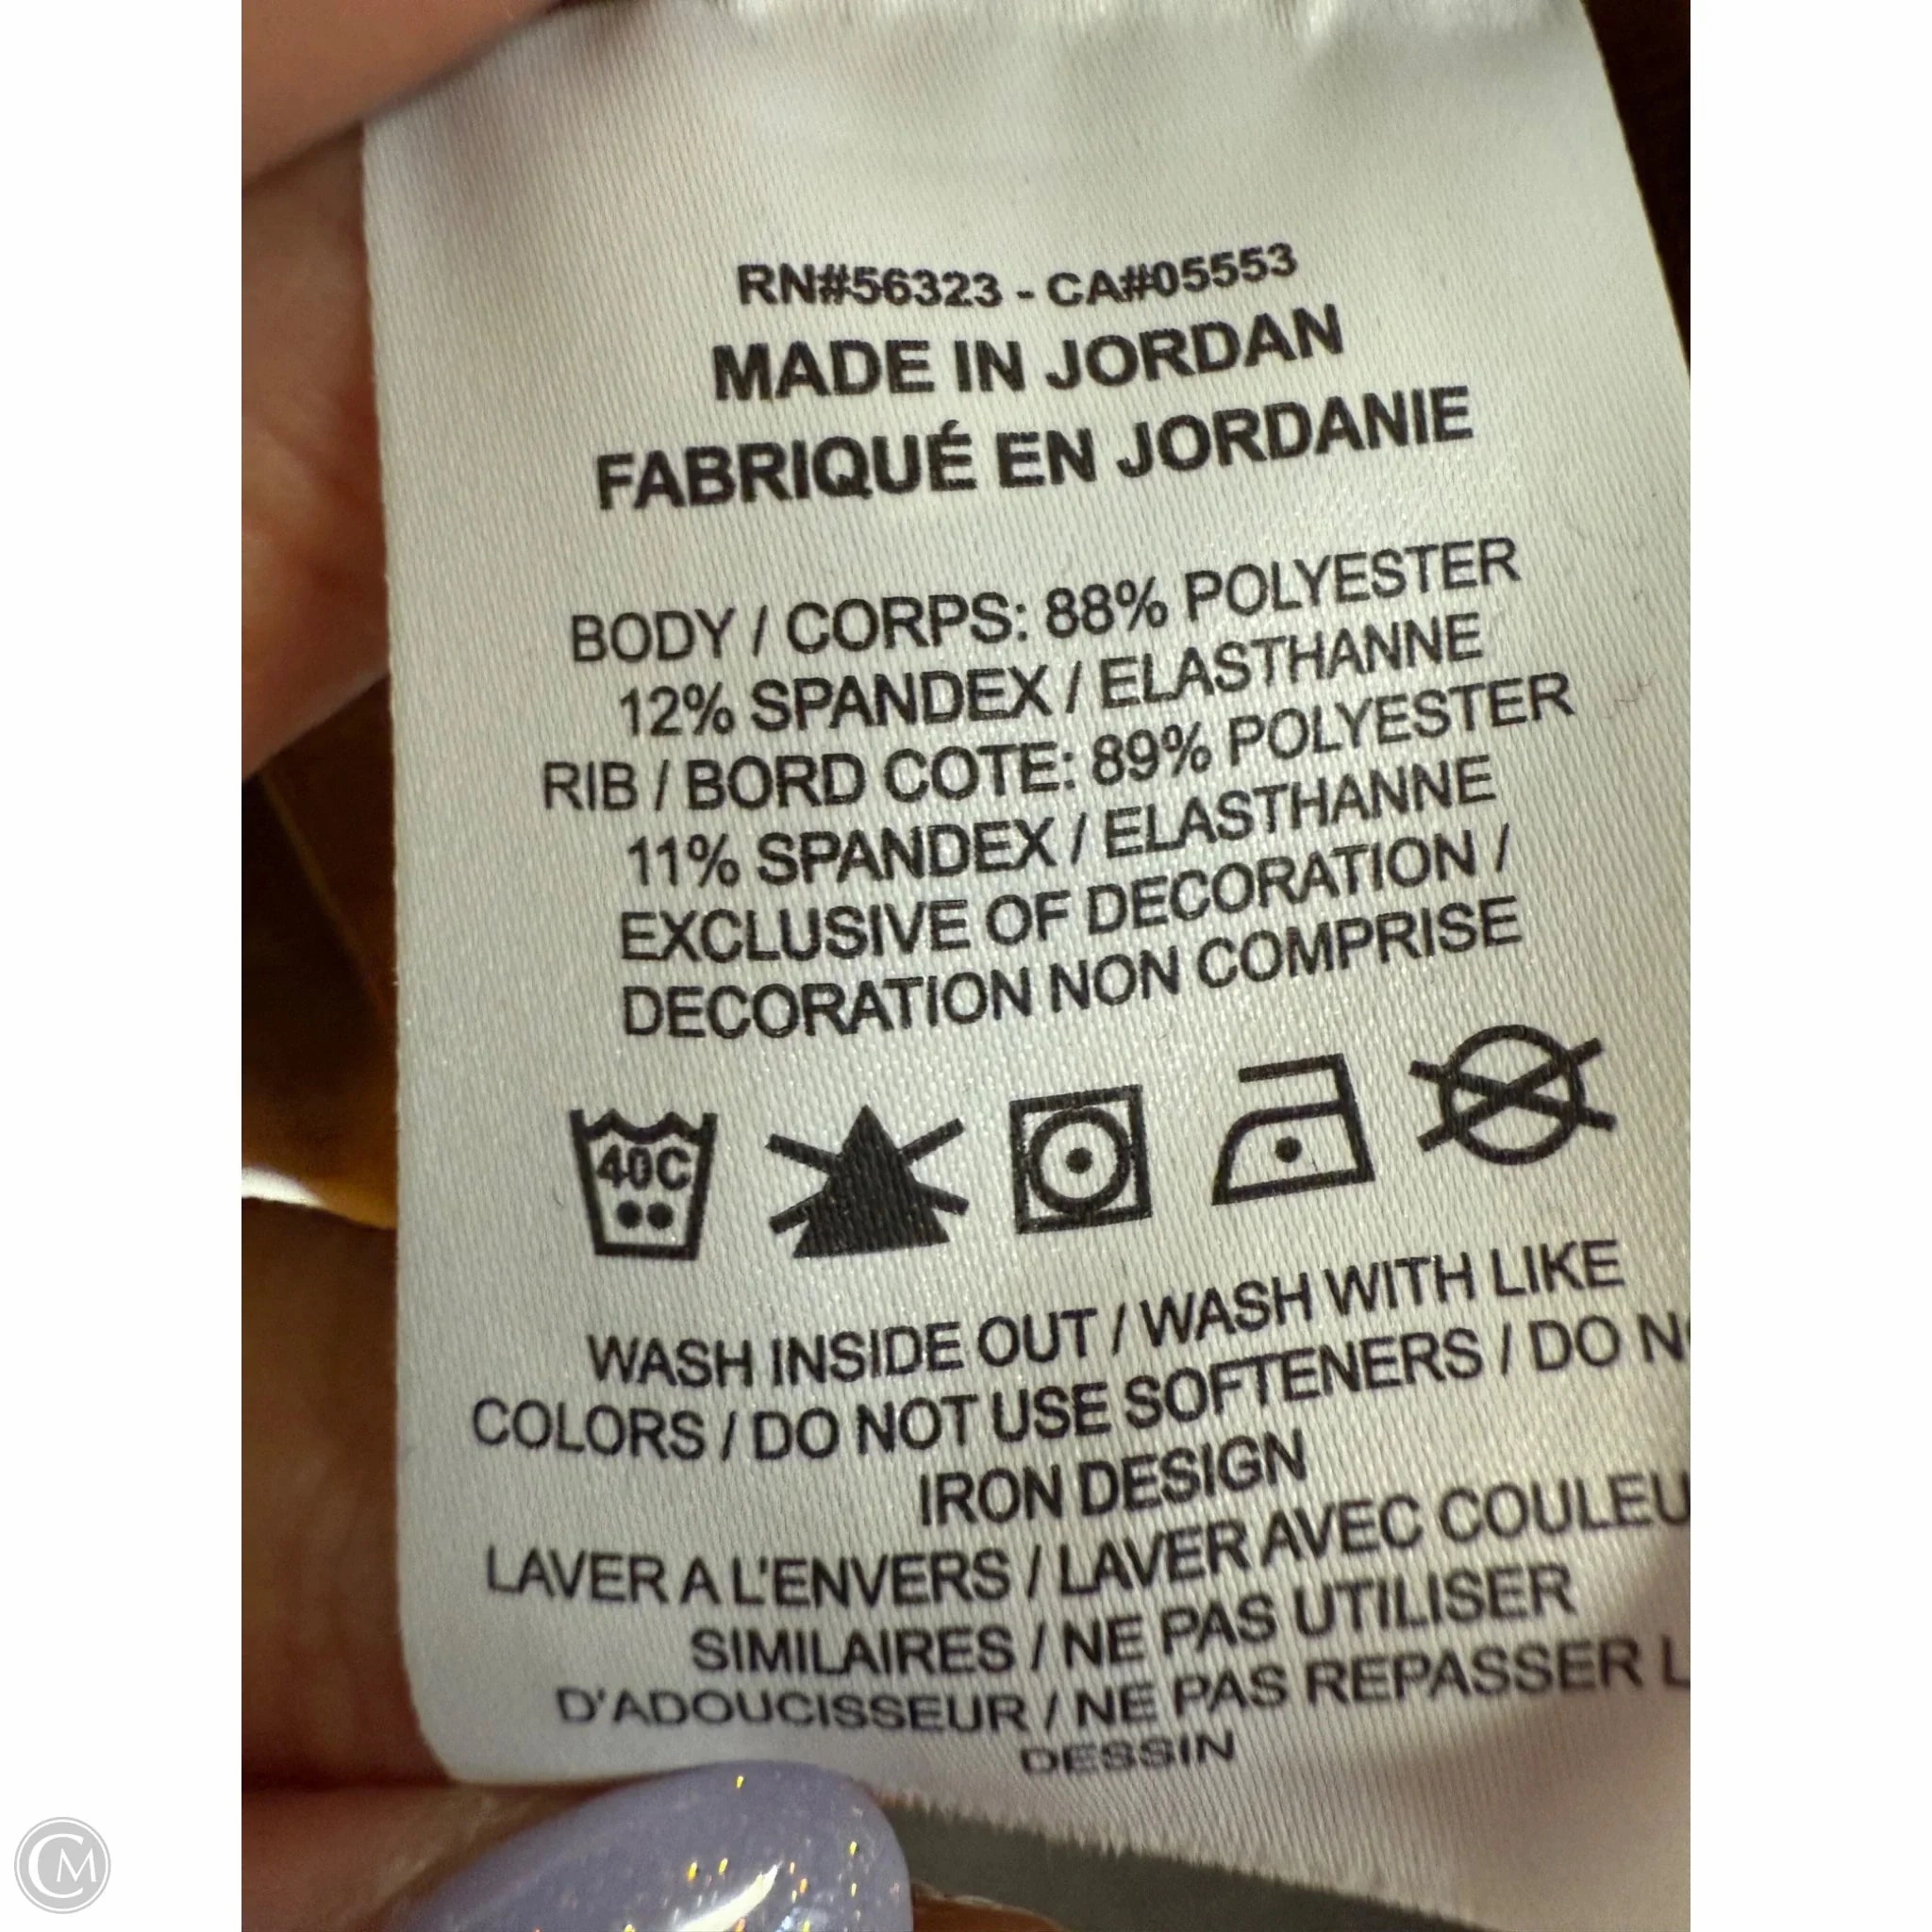 RN#56323 - CA#05553
MADE IN JORDAN
FABRIQUÉ EN JORDANIE
BODY / CORPS: 88% POLYESTER
12% SPANDEX / ELASTHANNE
RIB / BORD COTE: 89% POLYESTER
11% SPANDEX / ELASTHANNE
EXCLUSIVE OF DECORATION /
DECORATION NON COMPRISE
40C
WASH INSIDE OUT / WASH WITH LIKE
COLORS / DO NOT USE SOFTENERS / DO
IRON DESIGN
LAVER A L'ENVERS / LAVER AVEC
SIMILAIRES / NE PAS UTILISER
D'ADOUCISSEUR / NE PAS REPASSER
DESSIN
CM